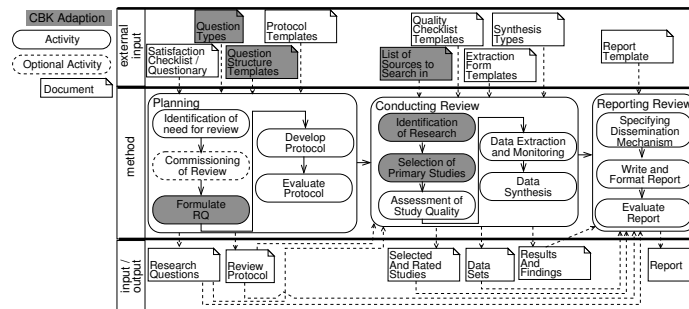 CBK Adaption
Activity
Optional Activity
Document
external
input
Satisfaction
Checklist /
Questionary
Question
Types
Question
Structure
Templates
Protocol
Templates
List of
Sources to
Search in
Quality
Checklist
Templates
Extraction
Form
Templates
Synthesis
Types
Report
Template
method
Planning
Identification of
need for review
Commissioning
of Review
Formulate
RQ
Develop
Protocol
Evaluate Protocol
Conducting Review
Identification
of Research
Selection of
Primary Studies
Assessment of
Study Quality
Data Extraction
and Monitoring
Data
Synthesis
Reporting Review
Specifying
Dissemination
Mechanism
Write and
Format Report
Evaluate
Report
input /
output
Research
Questions
Review
Protocol
Selected
And Rated
Studies
Data
Sets
Results
And
Findings
Report